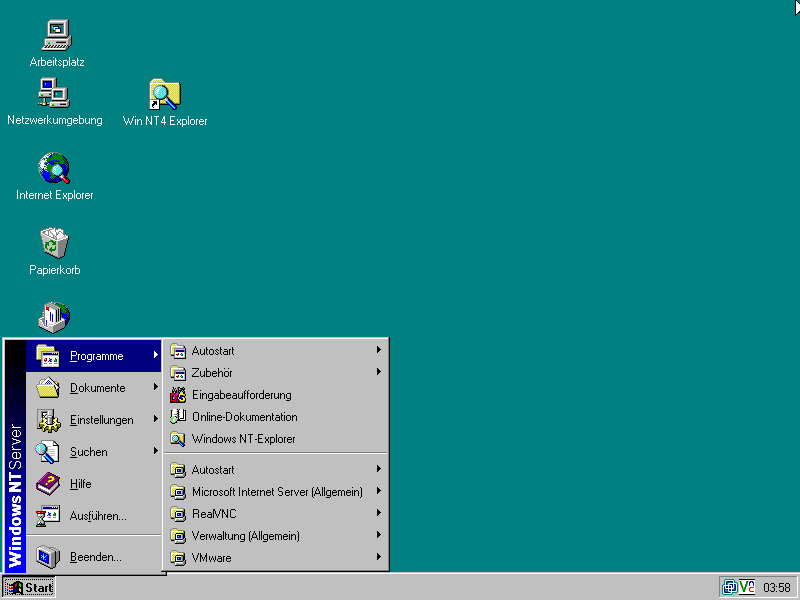 Arbeitsplatz
Netzwerkumgebung
Win NT4 Explorer
Internet Explorer
Papierkorb
Windows NT Server
Programme
Dokumente
Einstellungen
Suchen
Hilfe
Ausführen...
Beenden...
Autostart
Zubehör
Eingabeaufforderung
Online-Dokumentation
Windows NT-Explorer
Autostart
Microsoft Internet Server (Allgemein)
RealVNC
Verwaltung (Allgemein)
VMware
Start
03:58